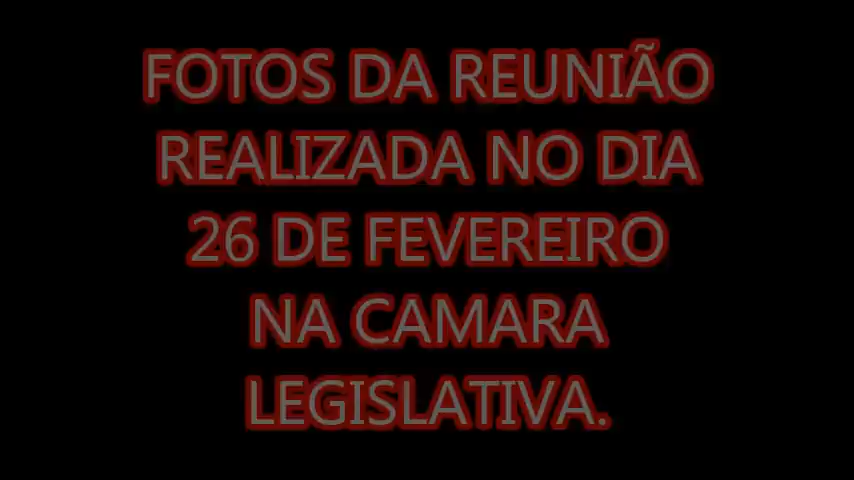 FOTOS DA REUNIÃO
REALIZADA NO DIA
26 DE FEVEREIRO
NA CAMARA
LEGISLATIVA.